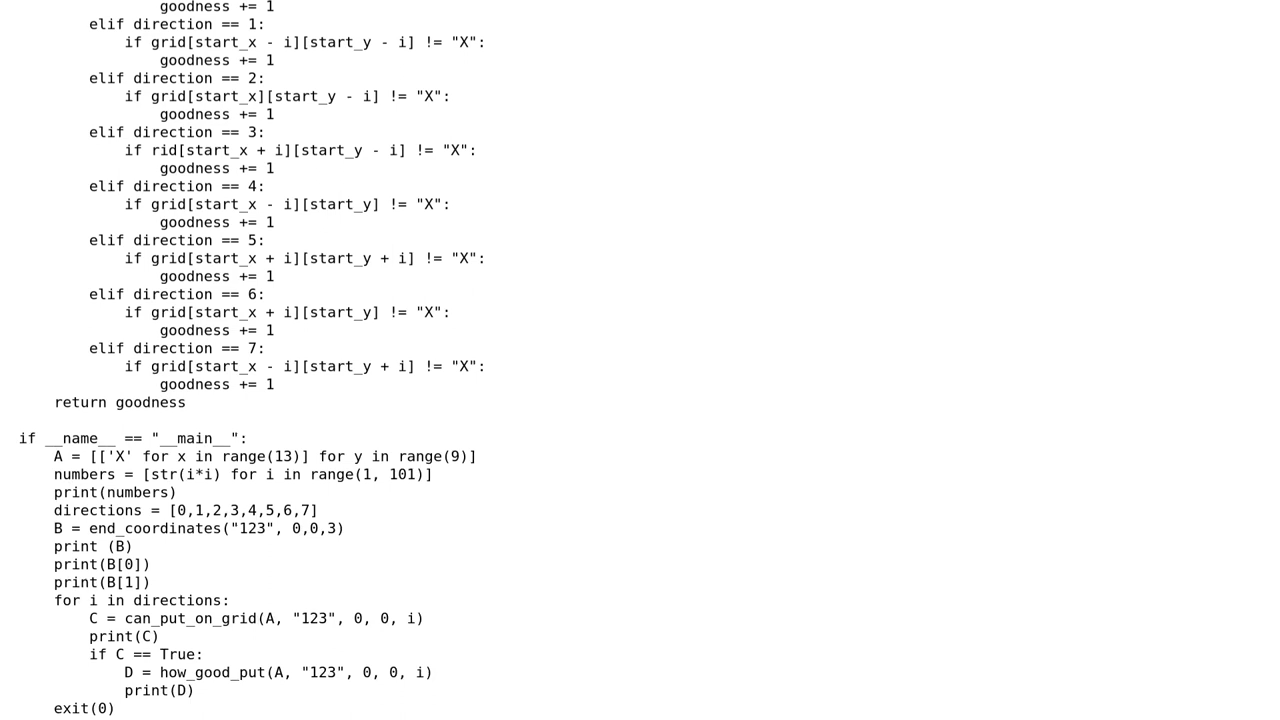 goodness += 1
        elif direction == 1:
            if grid[start_x - i][start_y - i] != "X":
                goodness += 1
        elif direction == 2:
            if grid[start_x][start_y - i] != "X":
                goodness += 1
        elif direction == 3:
            if rid[start_x + i][start_y - i] != "X":
                goodness += 1
        elif direction == 4:
            if grid[start_x - i][start_y] != "X":
                goodness += 1
        elif direction == 5:
            if grid[start_x + i][start_y + i] != "X":
                goodness += 1
        elif direction == 6:
            if grid[start_x + i][start_y] != "X":
                goodness += 1
        elif direction == 7:
            if grid[start_x - i][start_y + i] != "X":
                goodness += 1
    return goodness

if __name__ == "__main__":
    A = [['X' for x in range(13)] for y in range(9)]
    numbers = [str(i*i) for i in range(1, 101)]
    print(numbers)
    directions = [0,1,2,3,4,5,6,7]
    B = end_coordinates("123", 0,0,3)
    print (B)
    print(B[0])
    print(B[1])
    for i in directions:
        C = can_put_on_grid(A, "123", 0, 0, i)
        print(C)
        if C == True:
            D = how_good_put(A, "123", 0, 0, i)
            print(D)
    exit(0)